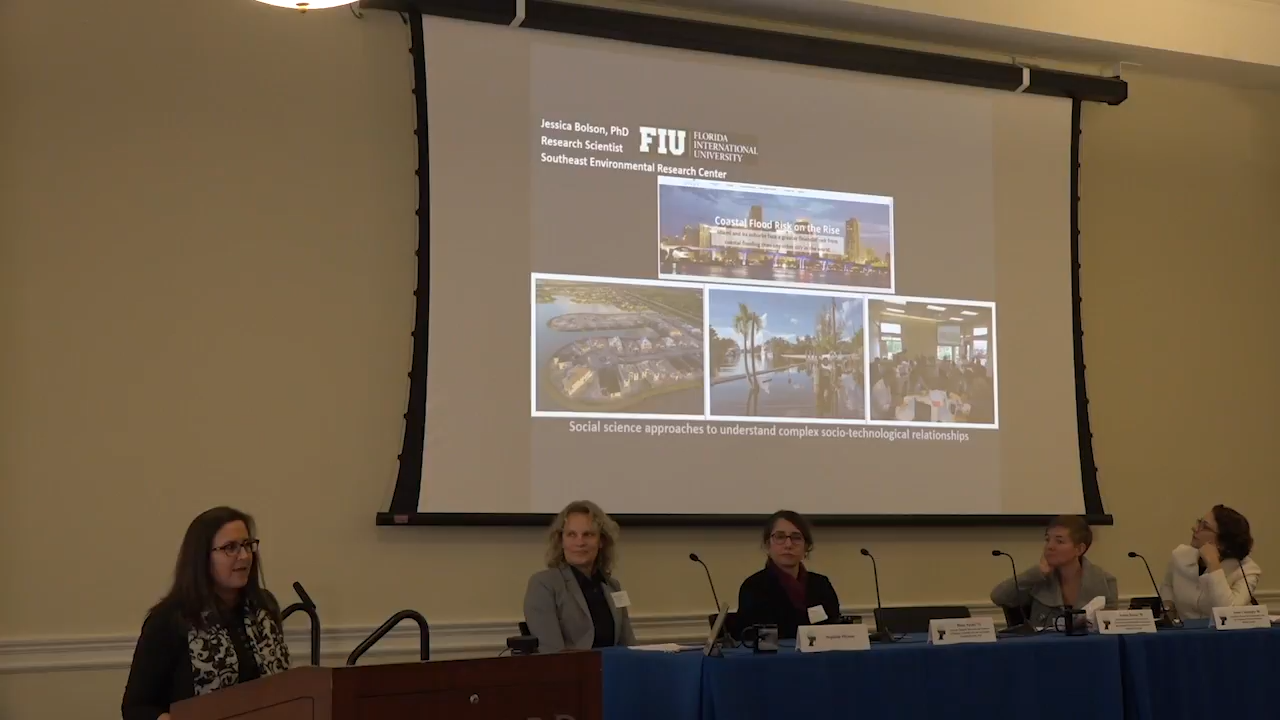 Jessica Bolson, PhD
Research Scientist
Southeast Environmental Research Center
FIU
FLORIDA
INTERNATIONAL
UNIVERSITY
Coastal Flood Risk on the Rise
Social science approaches to understand complex socio-technological relationships